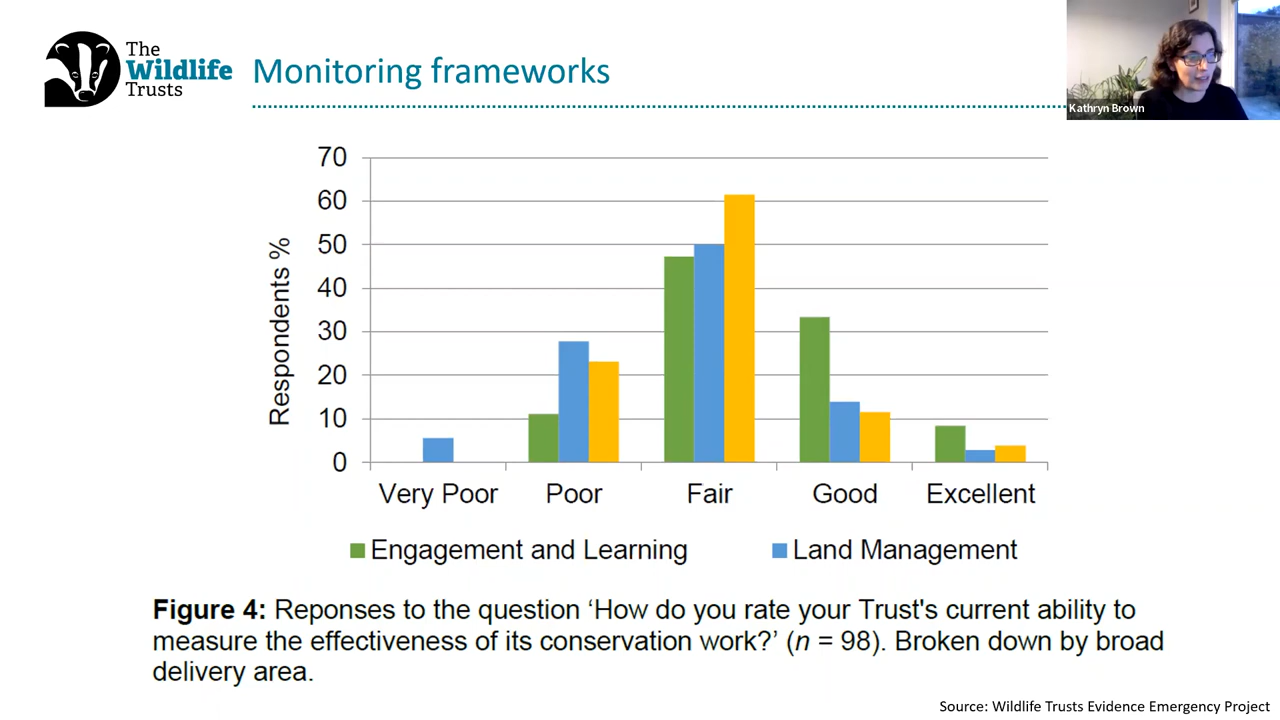 The
Wildlife
Trusts
Monitoring frameworks
Kathryn Brown
70
60
50
40
30
20
10
0
Respondents %
Very Poor Poor Fair Good Excellent
Engagement and Learning Land Management
Figure 4: Reponses to the question ‘How do you rate your Trust's current ability to
measure the effectiveness of its conservation work?’ (n = 98). Broken down by broad
delivery area.
Source: Wildlife Trusts Evidence Emergency Project